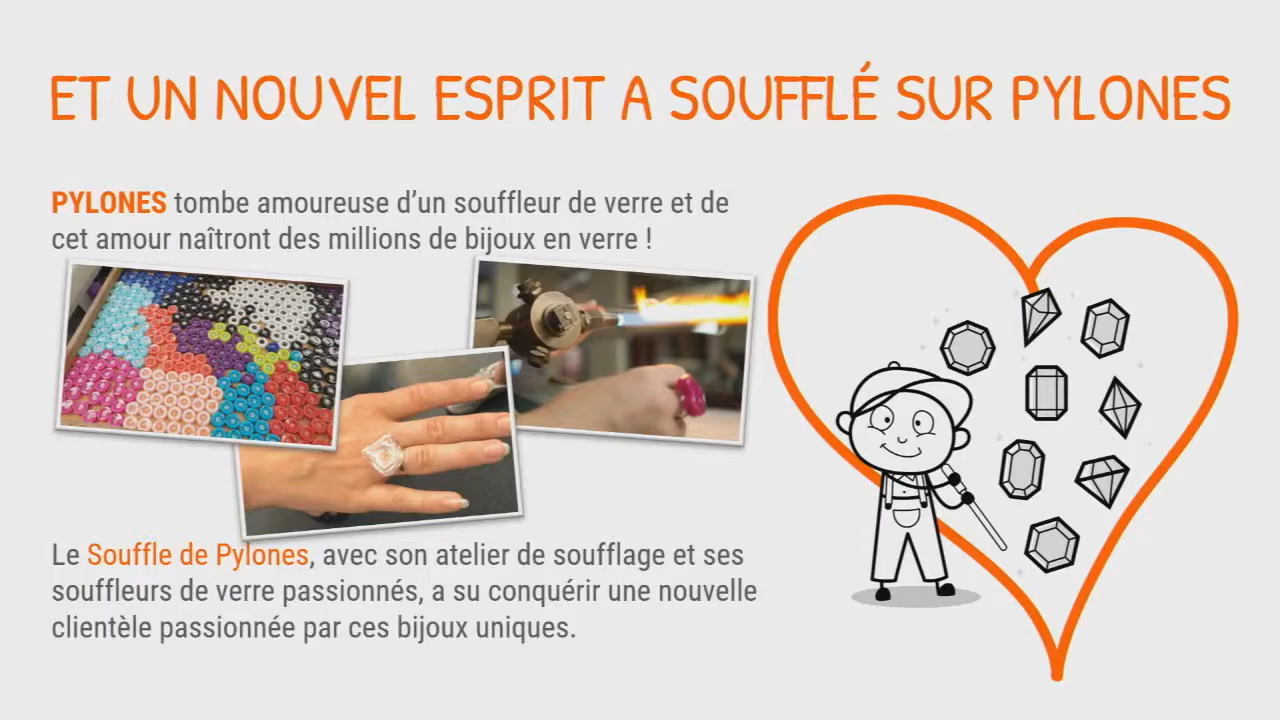 ET UN NOUVEL ESPRIT A SOUFFLÉ SUR PYLONES
PYLONES tombe amoureuse d’un souffleur de verre et de
cet amour naîtront des millions de bijoux en verre !
Le Souffle de Pylones, avec son atelier de soufflage et ses
souffleurs de verre passionnés, a su conquérir une nouvelle
clientèle passionnée par ces bijoux uniques.